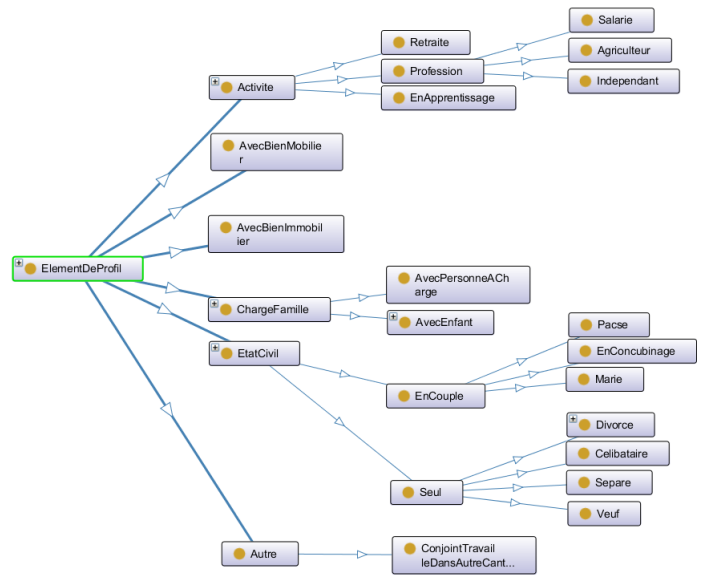 Salarie
Retraite
Agriculteur
Profession
Independant
Activite
EnApprentissage
AvecBienMobilie
r
AvecBienImmobil
ier
ElementDeProfil
AvecPersonneACh
arge
ChargeFamille
AvecEnfant
Pacse
EtatCivil
EnConcubinage
Marie
EnCouple
Divorce
Celibataire
Seul
Separe
Veuf
Autre
ConjointTravail
leDansAutreCant...